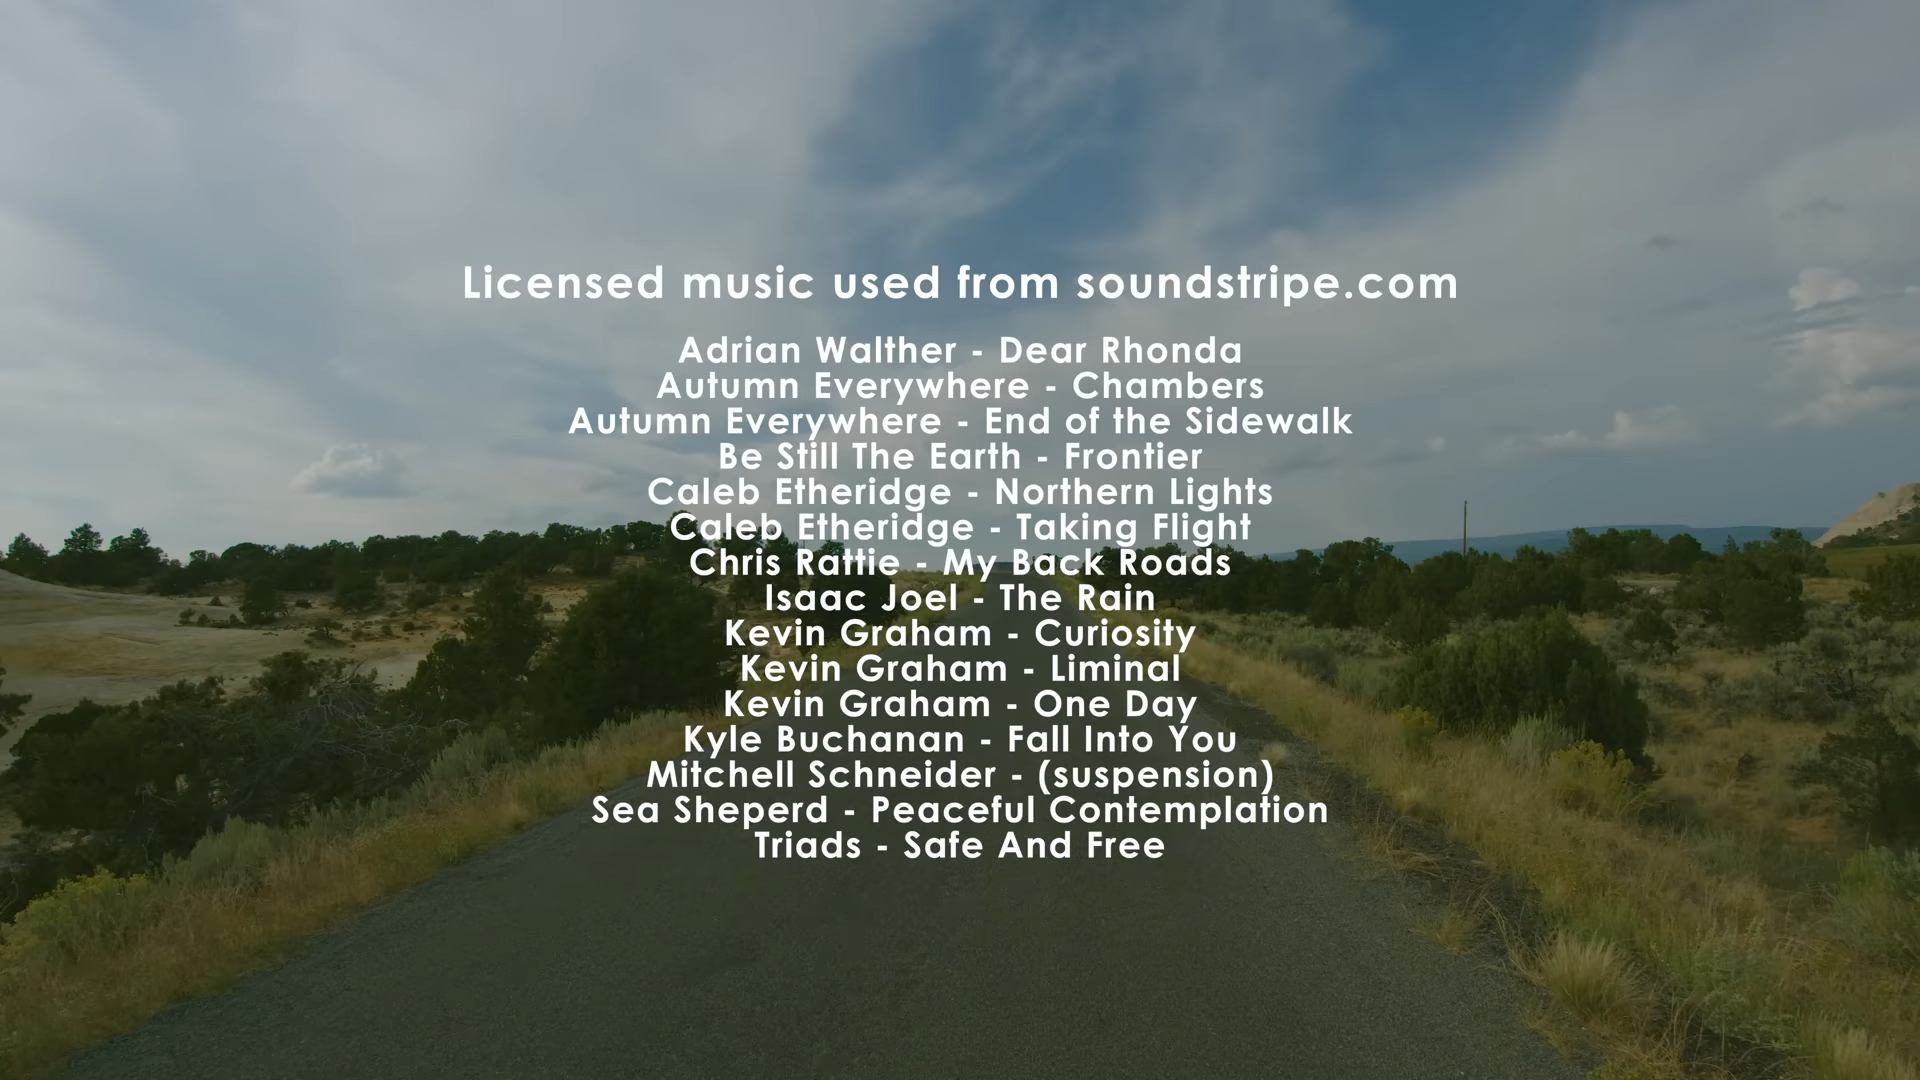 Licensed music used from soundstripe.com
Adrian Walther - Dear Rhonda
Autumn Everywhere - Chambers
Autumn Everywhere - End of the Sidewalk
Be Still The Earth - Frontier
Caleb Etheridge - Northern Lights
Caleb Etheridge - Taking Flight
Chris Rattie - My Back Roads
Isaac Joel - The Rain
Kevin Graham - Curiosity
Kevin Graham - Liminal
Kevin Graham - One Day
Kyle Buchanan - Fall Into You
Mitchell Schneider - (suspension)
Sea Sheperd - Peaceful Contemplation
Triads - Safe And Free